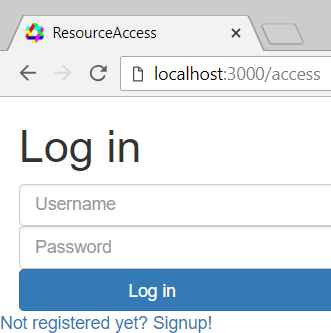 ResourceAccess
localhost:3000/access
Log in
Username
Password
Log in
Not registered yet? Signup!